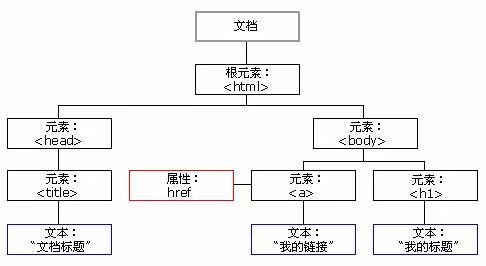 文档
根元素：
<html>
元素：
<head>
元素：
<body>
元素：
<title>
属性：
href
元素：
<a>
元素：
<h1>
文本：
“文档标题”
文本：
“我的链接”
文本：
“我的标题”